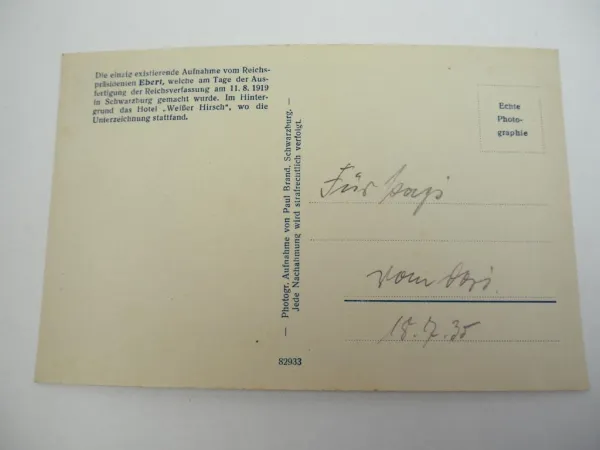 Die einzig existierende Aufnahme vom Reichs-
präsidenten Ebert, welche am Tage der Aus-
fertigung der Reichsverfassung am 11. 8. 1919
in Schwarzburg gemacht wurde. Im Hinter-
grund das Hotel „Weißer Hirsch“, wo die
Unterzeichnung stattfand.
— Photogr. Aufnahme von Paul Brand, Schwarzburg. —
Jede Nachahmung wird strafrechtlich verfolgt.
82933
Echte
Photo-
graphie
Für
vom
18.7.35